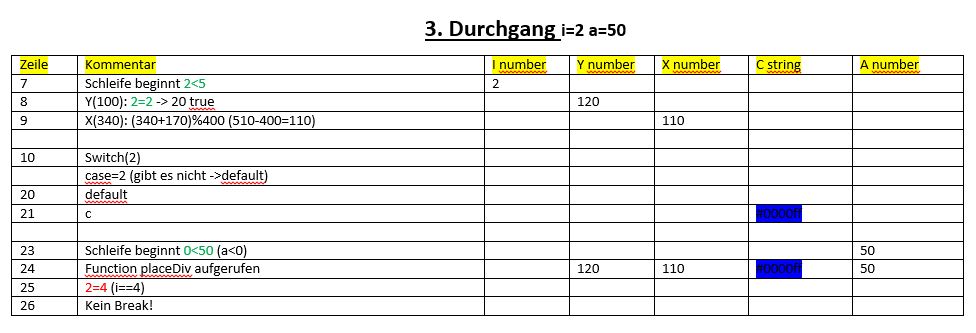 3. Durchgang i=2 a=50
Zeile Kommentar I number Y number X number C string A number
7 Schleife beginnt 2<5 2
8 Y(100): 2=2 -> 20 true 120
9 X(340): (340+170)%400 (510-400=110) 110
10 Switch(2)
case=2 (gibt es nicht ->default)
20 default
21 c #0000ff
23 Schleife beginnt 0<50 (a<0) 50
24 Function placeDiv aufgerufen 120 110 #0000ff 50
25 2=4 (i==4)
26 Kein Break!